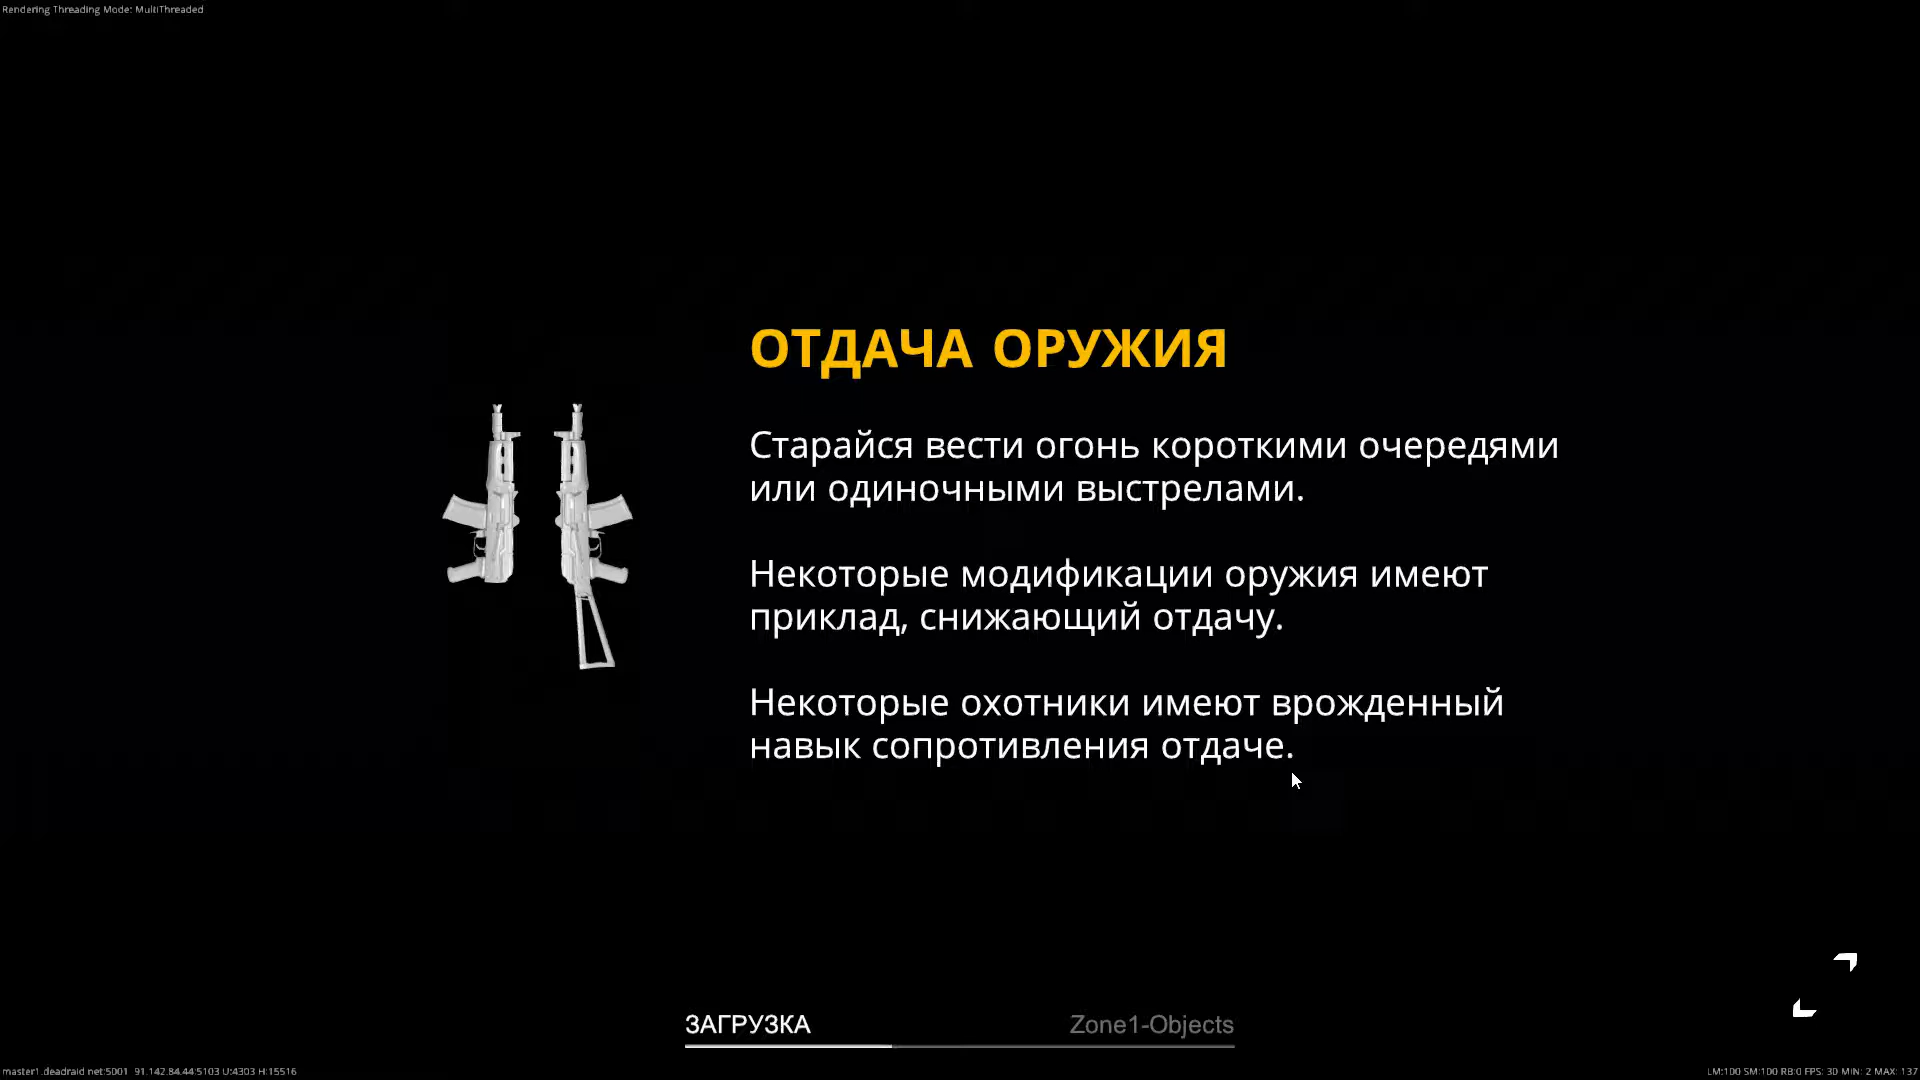 Rendering Threading Mode: MultiThreaded
ОТДАЧА ОРУЖИЯ
Старайся вести огонь короткими очередями
или одиночными выстрелами.
Некоторые модификации оружия имеют
приклад, снижающий отдачу.
Некоторые охотники имеют врожденный
навык сопротивления отдаче.
ЗАГРУЗКА
Zone1-Objects
master1.deadraid.net:5001 91.142.84.44:5103 U:4303 H:15516
LM:100 SM:100 RB:0 FPS: 30 MIN: 2 MAX: 137